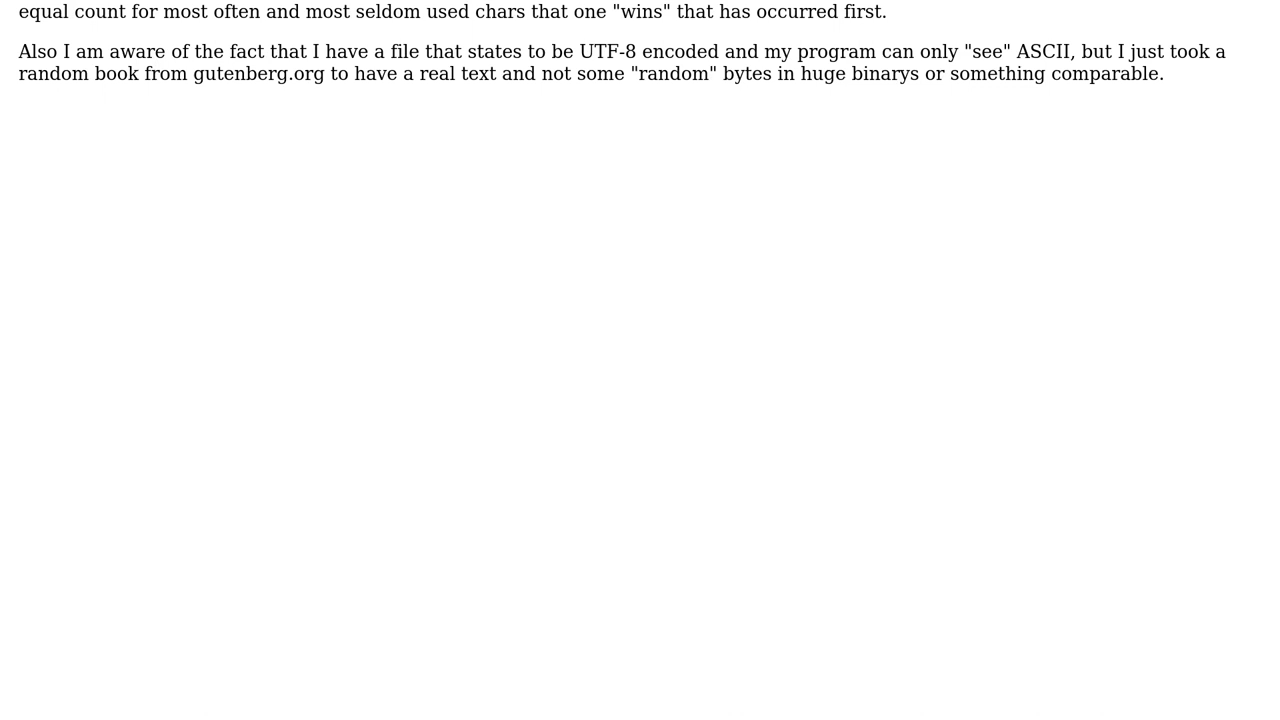 equal count for most often and most seldom used chars that one "wins" that has occurred first.
Also I am aware of the fact that I have a file that states to be UTF-8 encoded and my program can only "see" ASCII, but I just took a
random book from gutenberg.org to have a real text and not some "random" bytes in huge binarys or something comparable.